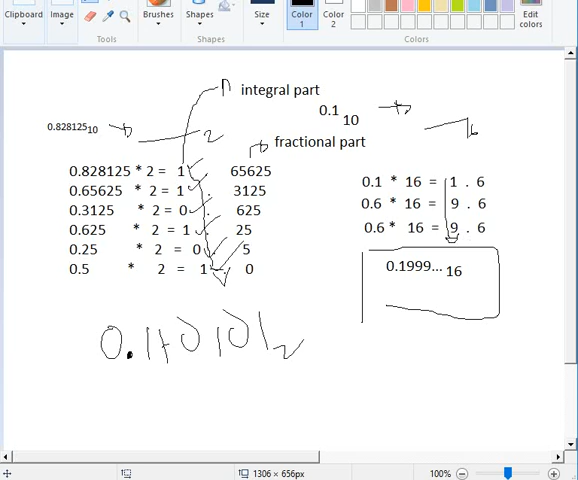 Clipboard
Image
Tools
Brushes
Shapes
Shapes
Size
Color 1
Color 2
Edit colors
Colors
integral part
0.1 10
0.828125 10
2
16
fractional part
0.828125 * 2 = 1 . 65625
0.65625 * 2 = 1 . 3125
0.3125 * 2 = 0 . 625
0.625 * 2 = 1 . 25
0.25 * 2 = 0 . 5
0.5 * 2 = 1 . 0
0.1 * 16 = 1 . 6
0.6 * 16 = 9 . 6
0.6 * 16 = 9 . 6
0.1999... 16
0.110101 2
1306 × 656px
100%